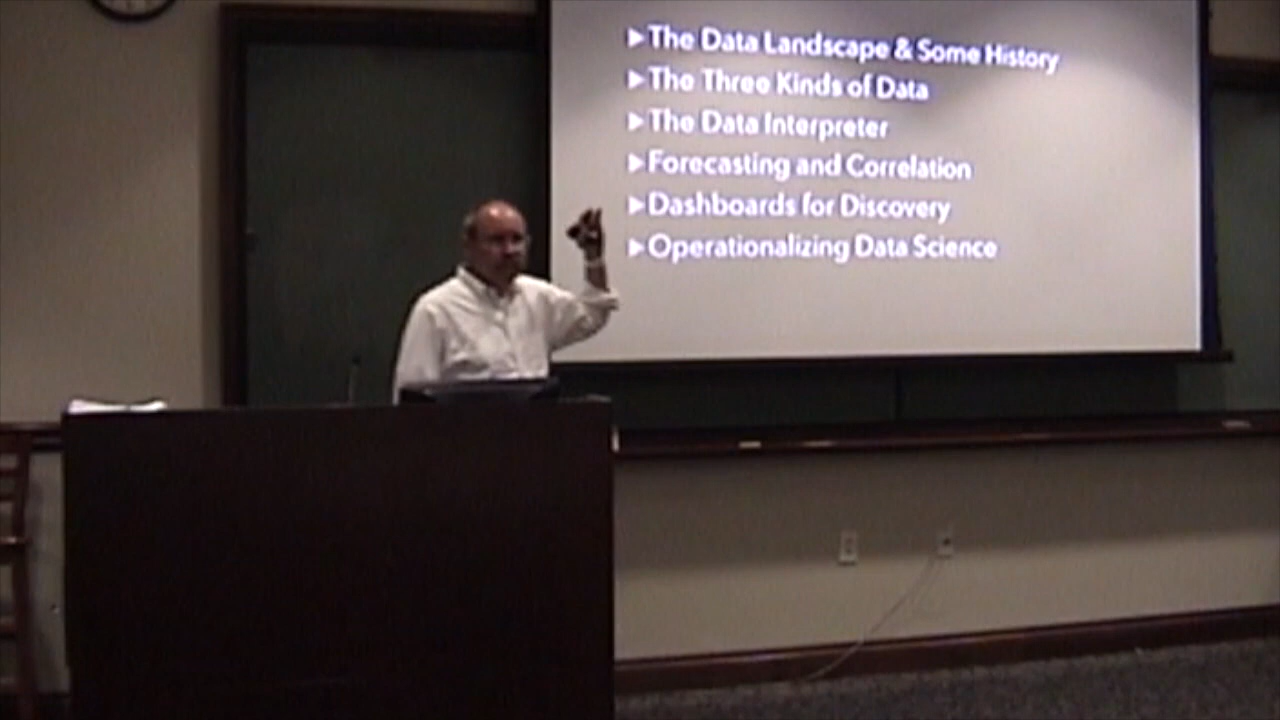 ▶The Data Landscape & Some History
▶The Three Kinds of Data
▶The Data Interpreter
▶Forecasting and Correlation
▶Dashboards for Discovery
▶Operationalizing Data Science